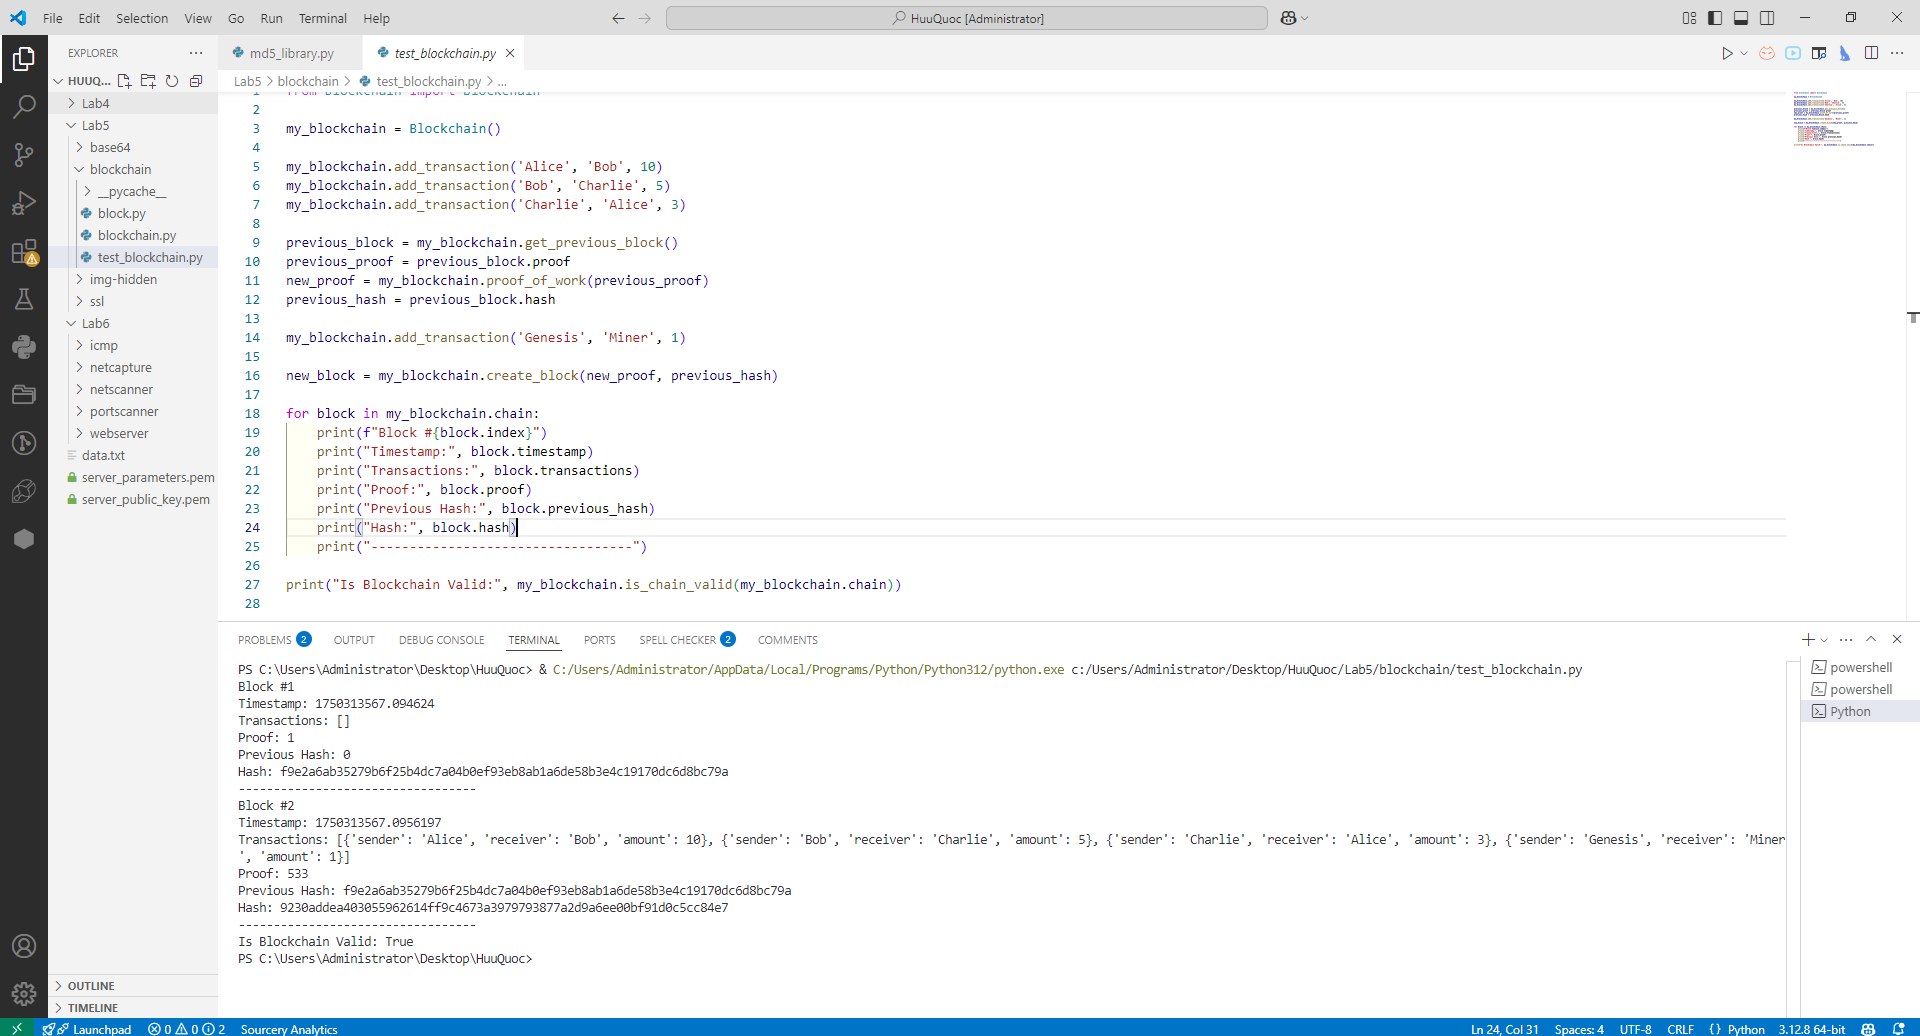 File Edit Selection View Go Run Terminal Help
HuuQuoc [Administrator]
EXPLORER
HUUQ...
Lab4
Lab5
base64
blockchain
__pycache__
block.py
blockchain.py
test_blockchain.py
img-hidden
ssl
Lab6
icmp
netcapture
netscanner
portscanner
webserver
data.txt
server_parameters.pem
server_public_key.pem
OUTLINE
TIMELINE
md5_library.py
test_blockchain.py
Lab5 > blockchain > test_blockchain.py > ...
1 from blockchain import Blockchain
2
3 my_blockchain = Blockchain()
4
5 my_blockchain.add_transaction('Alice', 'Bob', 10)
6 my_blockchain.add_transaction('Bob', 'Charlie', 5)
7 my_blockchain.add_transaction('Charlie', 'Alice', 3)
8
9 previous_block = my_blockchain.get_previous_block()
10 previous_proof = previous_block.proof
11 new_proof = my_blockchain.proof_of_work(previous_proof)
12 previous_hash = previous_block.hash
13
14 my_blockchain.add_transaction('Genesis', 'Miner', 1)
15
16 new_block = my_blockchain.create_block(new_proof, previous_hash)
17
18 for block in my_blockchain.chain:
19 print(f"Block #{block.index}")
20 print("Timestamp:", block.timestamp)
21 print("Transactions:", block.transactions)
22 print("Proof:", block.proof)
23 print("Previous Hash:", block.previous_hash)
24 print("Hash:", block.hash)
25 print("----------------------------------")
26
27 print("Is Blockchain Valid:", my_blockchain.is_chain_valid(my_blockchain.chain))
28
PROBLEMS 2 OUTPUT DEBUG CONSOLE TERMINAL PORTS SPELL CHECKER 2 COMMENTS
PS C:\Users\Administrator\Desktop\HuuQuoc> & C:/Users/Administrator/AppData/Local/Programs/Python/Python312/python.exe c:/Users/Administrator/Desktop/HuuQuoc/Lab5/blockchain/test_blockchain.py
Block #1
Timestamp: 1750313567.094624
Transactions: []
Proof: 1
Previous Hash: 0
Hash: f9e2a6ab35279b6f25b4dc7a04b0ef93eb8ab1a6de58b3e4c19170dc6d8bc79a
----------------------------------
Block #2
Timestamp: 1750313567.0956197
Transactions: [{'sender': 'Alice', 'receiver': 'Bob', 'amount': 10}, {'sender': 'Bob', 'receiver': 'Charlie', 'amount': 5}, {'sender': 'Charlie', 'receiver': 'Alice', 'amount': 3}, {'sender': 'Genesis', 'receiver': 'Miner
', 'amount': 1}]
Proof: 533
Previous Hash: f9e2a6ab35279b6f25b4dc7a04b0ef93eb8ab1a6de58b3e4c19170dc6d8bc79a
Hash: 9230addea403055962614ff9c4673a3979793877a2d9a6ee00bf91d0c5cc84e7
----------------------------------
Is Blockchain Valid: True
PS C:\Users\Administrator\Desktop\HuuQuoc>
powershell
powershell
Python
Launchpad 0 0 2 Sourcery Analytics
Ln 24, Col 31 Spaces: 4 UTF-8 CRLF {} Python 3.12.8 64-bit